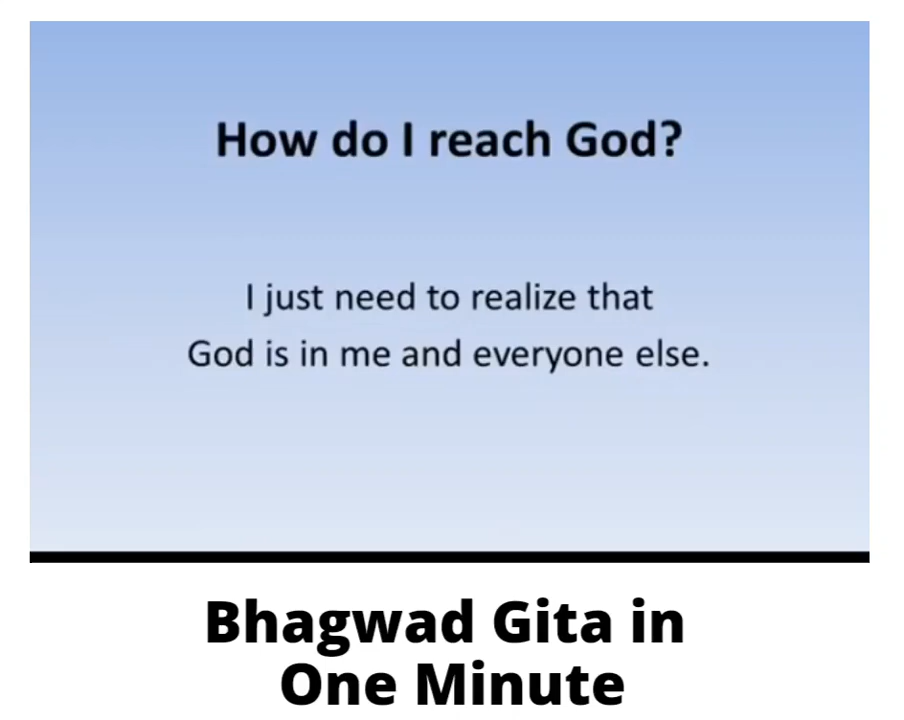 How do I reach God?
I just need to realize that
God is in me and everyone else.
Bhagwad Gita in
One Minute